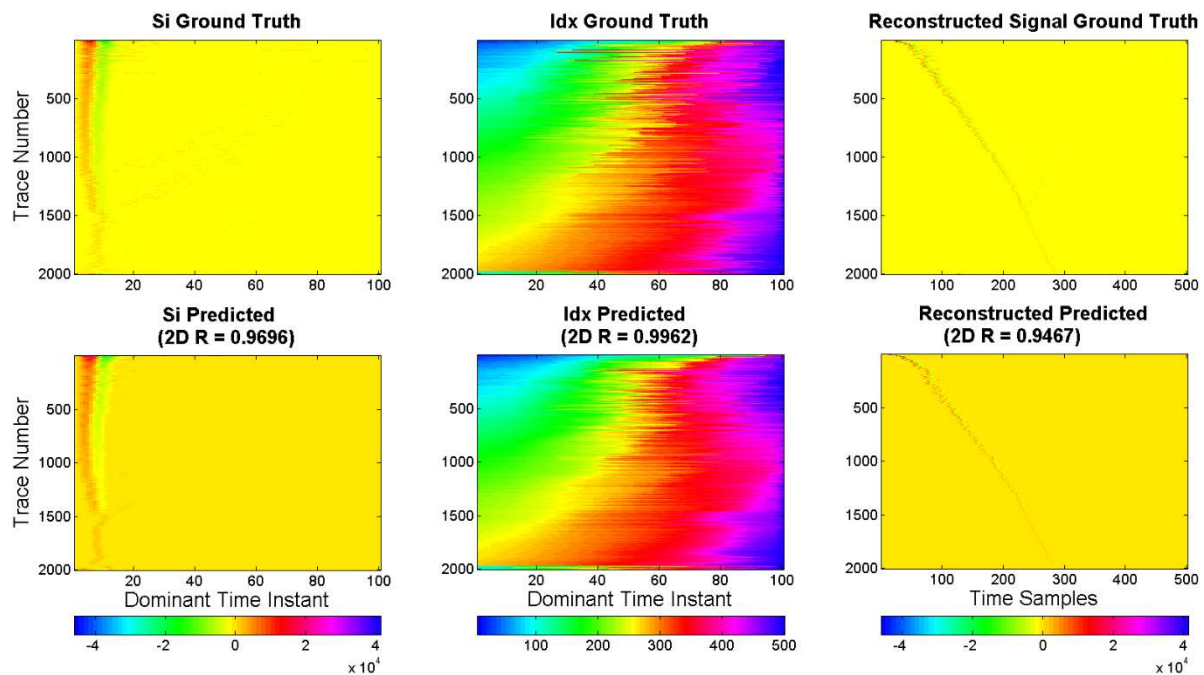 Si Ground Truth
Idx Ground Truth
Reconstructed Signal Ground Truth
Trace Number
500
1000
1500
2000
20 40 60 80 100
500
1000
1500
2000
20 40 60 80 100
500
1000
1500
2000
100 200 300 400 500
Si Predicted
(2D R = 0.9696)
Idx Predicted
(2D R = 0.9962)
Reconstructed Predicted
(2D R = 0.9467)
Trace Number
500
1000
1500
2000
20 40 60 80 100
Dominant Time Instant
500
1000
1500
2000
20 40 60 80 100
Dominant Time Instant
500
1000
1500
2000
100 200 300 400 500
Time Samples
-4 -2 0 2 4
x 10^4
100 200 300 400 500
-4 -2 0 2 4
x 10^4